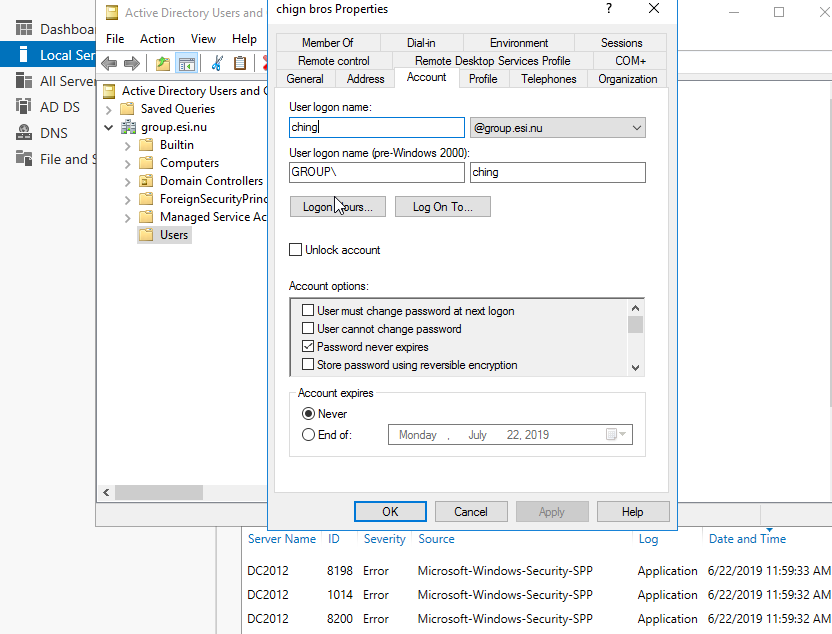 Dashboa
Local Ser
All Server
AD DS
DNS
File and S
Active Directory Users and
File Action View Help
Active Directory Users and C
Saved Queries
group.esi.nu
Builtin
Computers
Domain Controllers
ForeignSecurityPrinc
Managed Service Ac
Users
chign bros Properties
?
Member Of Dial-in Environment Sessions
Remote control Remote Desktop Services Profile COM+
General Address Account Profile Telephones Organization
User logon name:
ching @group.esi.nu
User logon name (pre-Windows 2000):
GROUP\ ching
Logon Hours... Log On To...
Unlock account
Account options:
User must change password at next logon
User cannot change password
Password never expires
Store password using reversible encryption
Account expires
Never
End of: Monday , July 22, 2019
OK Cancel Apply Help
Server Name ID Severity Source Log Date and Time
DC2012 8198 Error Microsoft-Windows-Security-SPP Application 6/22/2019 11:59:33 AM
DC2012 1014 Error Microsoft-Windows-Security-SPP Application 6/22/2019 11:59:32 AM
DC2012 8200 Error Microsoft-Windows-Security-SPP Application 6/22/2019 11:59:32 AM